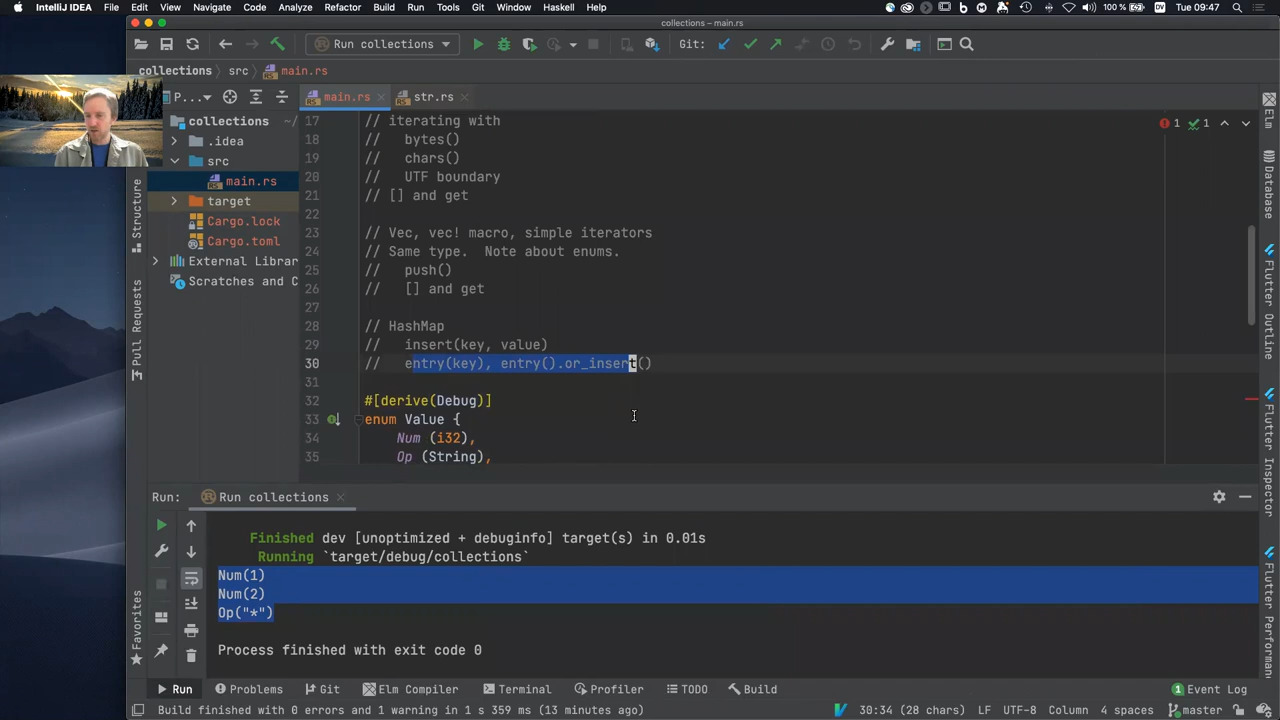 IntelliJ IDEA File Edit View Navigate Code Analyze Refactor Build Run Tools Git Window Haskell Help 100 % DV Tue 09:47
collections – main.rs
Run collections Git:
collections src main.rs
P... main.rs str.rs
collections ~/
.idea
src
main.rs
target
Cargo.lock
Cargo.toml
External Librar
Scratches and C
17 // iterating with
18 // bytes()
19 // chars()
20 // UTF boundary
21 // [] and get
22
23 // Vec, vec! macro, simple iterators
24 // Same type. Note about enums.
25 // push()
26 // [] and get
27
28 // HashMap
29 // insert(key, value)
30 // entry(key), entry().or_insert()
31
32 #[derive(Debug)]
33 enum Value {
34 Num (i32),
35 Op (String),
1 1
Structure
Pull Requests
Favorites
Elm
Database
Flutter Outline
Flutter Inspector
Flutter Performa
Run: Run collections
Finished dev [unoptimized + debuginfo] target(s) in 0.01s
Running `target/debug/collections`
Num(1)
Num(2)
Op("*")
Process finished with exit code 0
Run Problems Git Elm Compiler Terminal Profiler TODO Build 1 Event Log
Build finished with 0 errors and 1 warning in 1 s 359 ms (13 minutes ago) 30:34 (28 chars) LF UTF-8 Column 4 spaces master